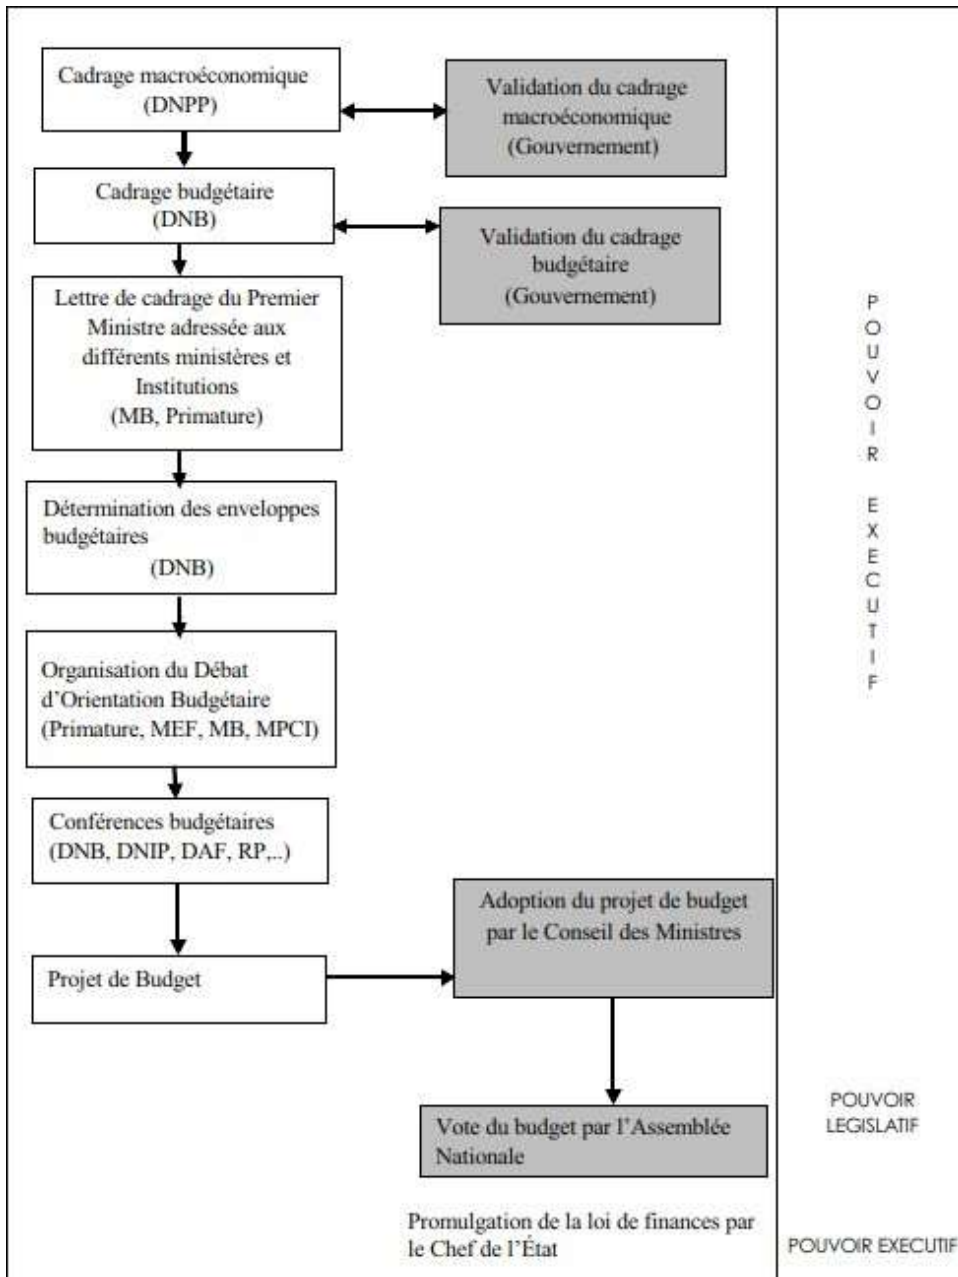 Cadrage macroéconomique
(DNPP)
Validation du cadrage
macroéconomique
(Gouvernement)
Cadrage budgétaire
(DNB)
Validation du cadrage
budgétaire
(Gouvernement)
Lettre de cadrage du Premier
Ministre adressée aux
différents ministères et
Institutions
(MB, Primature)
Détermination des enveloppes
budgétaires
(DNB)
Organisation du Débat
d'Orientation Budgétaire
(Primature, MEF, MB, MPCI)
Conférences budgétaires
(DNB, DNIP, DAF, RP,..)
Projet de Budget
Adoption du projet de budget
par le Conseil des Ministres
Vote du budget par l'Assemblée
Nationale
Promulgation de la loi de finances par
le Chef de l'État
POUVOIR EXECUTIF
POUVOIR
LEGISLATIF
POUVOIR EXECUTIF